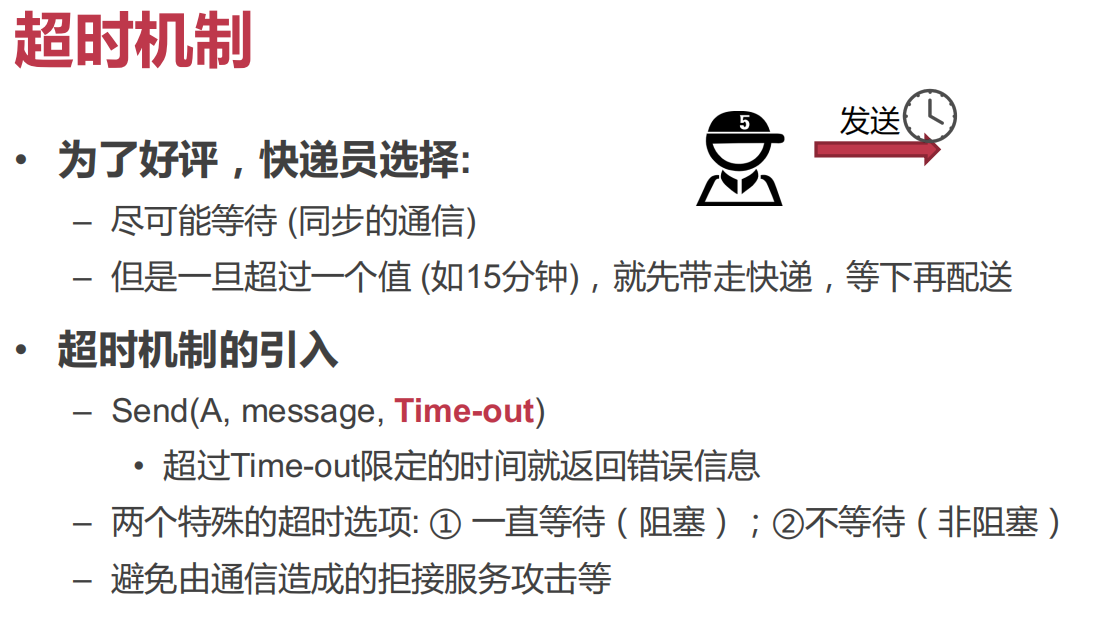 超时机制
5
发送
• 为了好评，快递员选择:
– 尽可能等待 (同步的通信)
– 但是一旦超过一个值 (如15分钟)，就先带走快递，等下再配送
• 超时机制的引入
– Send(A, message, Time-out)
• 超过Time-out限定的时间就返回错误信息
– 两个特殊的超时选项: ① 一直等待（阻塞）；②不等待（非阻塞）
– 避免由通信造成的拒接服务攻击等